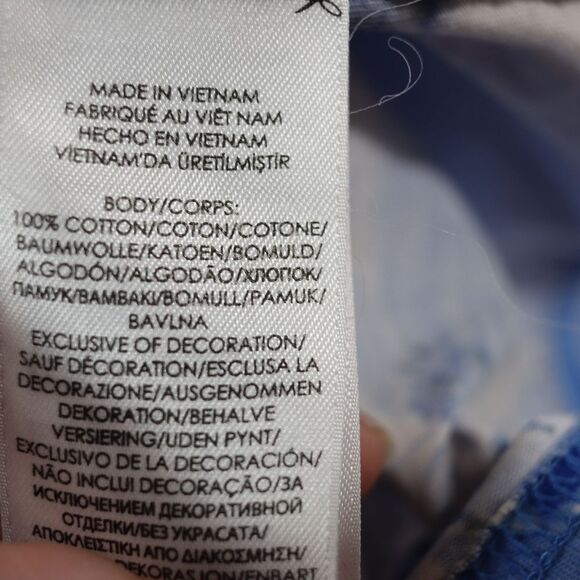 MADE IN VIETNAM
FABRIQUÉ AU VIÊT NAM
HECHO EN VIETNAM
VIETNAM'DA ÜRETİLMİŞTİR
BODY/CORPS:
100% COTTON/COTON/COTONE/
BAUMWOLLE/KATOEN/BOMULD/
ALGODÓN/ALGODÃO/ХЛОПОК/
ПАМУК/ΒΑΜΒΑΚΙ/BOMULL/PAMUK/
BAVLNA
EXCLUSIVE OF DECORATION/
SAUF DÉCORATION/ESCLUSA LA
DECORAZIONE/AUSGENOMMEN
DEKORATION/BEHALVE
VERSIERING/UDEN PYNT/
EXCLUSIVO DE LA DECORACIÓN/
NÃO INCLUI DECORAÇÃO/ЗА
ИСКЛЮЧЕНИЕМ ДЕКОРАТИВНОЙ
ОТДЕЛКИ/БЕЗ УКРАСАТА/
ΑΠΟΚΛΕΙΣΤΙΚΗ ΑΠΟ ΔΙΑΚΟΣΜΗΣΗ/
DEKORASJON/ENBART